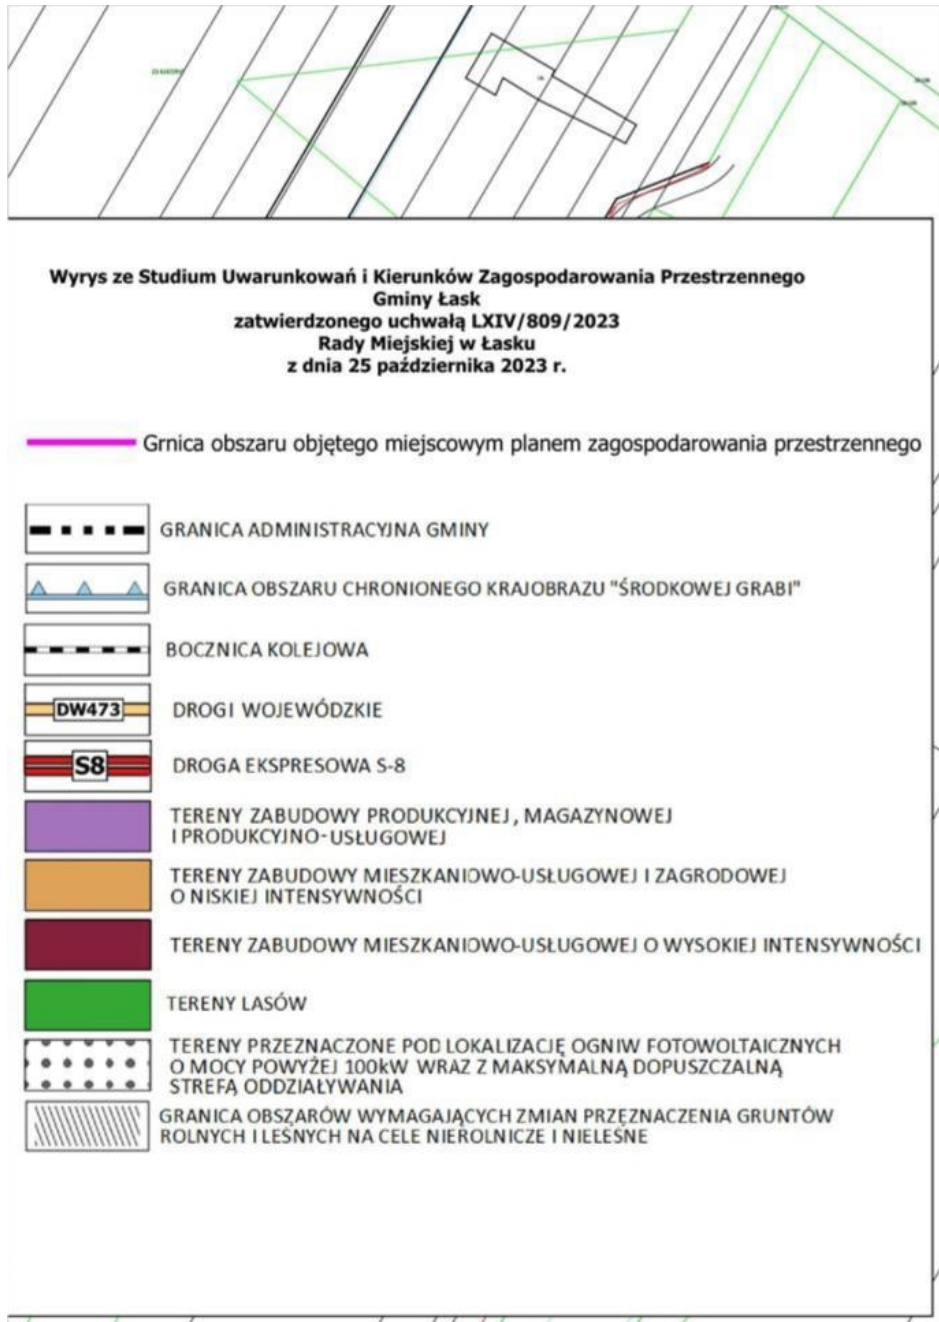 Wyrys ze Studium Uwarunkowań i Kierunków Zagospodarowania Przestrzennego
Gminy Łask
zatwierdzonego uchwałą LXIV/809/2023
Rady Miejskiej w Łasku
z dnia 25 października 2023 r.
Grnica obszaru objętego miejscowym planem zagospodarowania przestrzennego
GRANICA ADMINISTRACYJNA GMINY
GRANICA OBSZARU CHRONIONEGO KRAJOBRAZU "ŚRODKOWEJ GRABI"
BOCZNICA KOLEJOWA
DW473 DROGI WOJEWÓDZKIE
S8 DROGA EKSPRESOWA S-8
TERENY ZABUDOWY PRODUKCYJNEJ, MAGAZYNOWEJ
I PRODUKCYJNO-USŁUGOWEJ
TERENY ZABUDOWY MIESZKANIOWO-USŁUGOWEJ I ZAGRODOWEJ
O NISKIEJ INTENSYWNOŚCI
TERENY ZABUDOWY MIESZKANIOWO-USŁUGOWEJ O WYSOKIEJ INTENSYWNOŚCI
TERENY LASÓW
TERENY PRZEZNACZONE POD LOKALIZACJĘ OGNIW FOTOWOLTAICZNYCH
O MOCY POWYŻEJ 100kW WRAZ Z MAKSYMALNĄ DOPUSZCZALNĄ
STREFĄ ODDZIAŁYWANIA
GRANICA OBSZARÓW WYMAGAJĄCYCH ZMIAN PRZEZNACZENIA GRUNTÓW
ROLNYCH I LEŚNYCH NA CELE NIEROLNICZE I NIELEŚNE